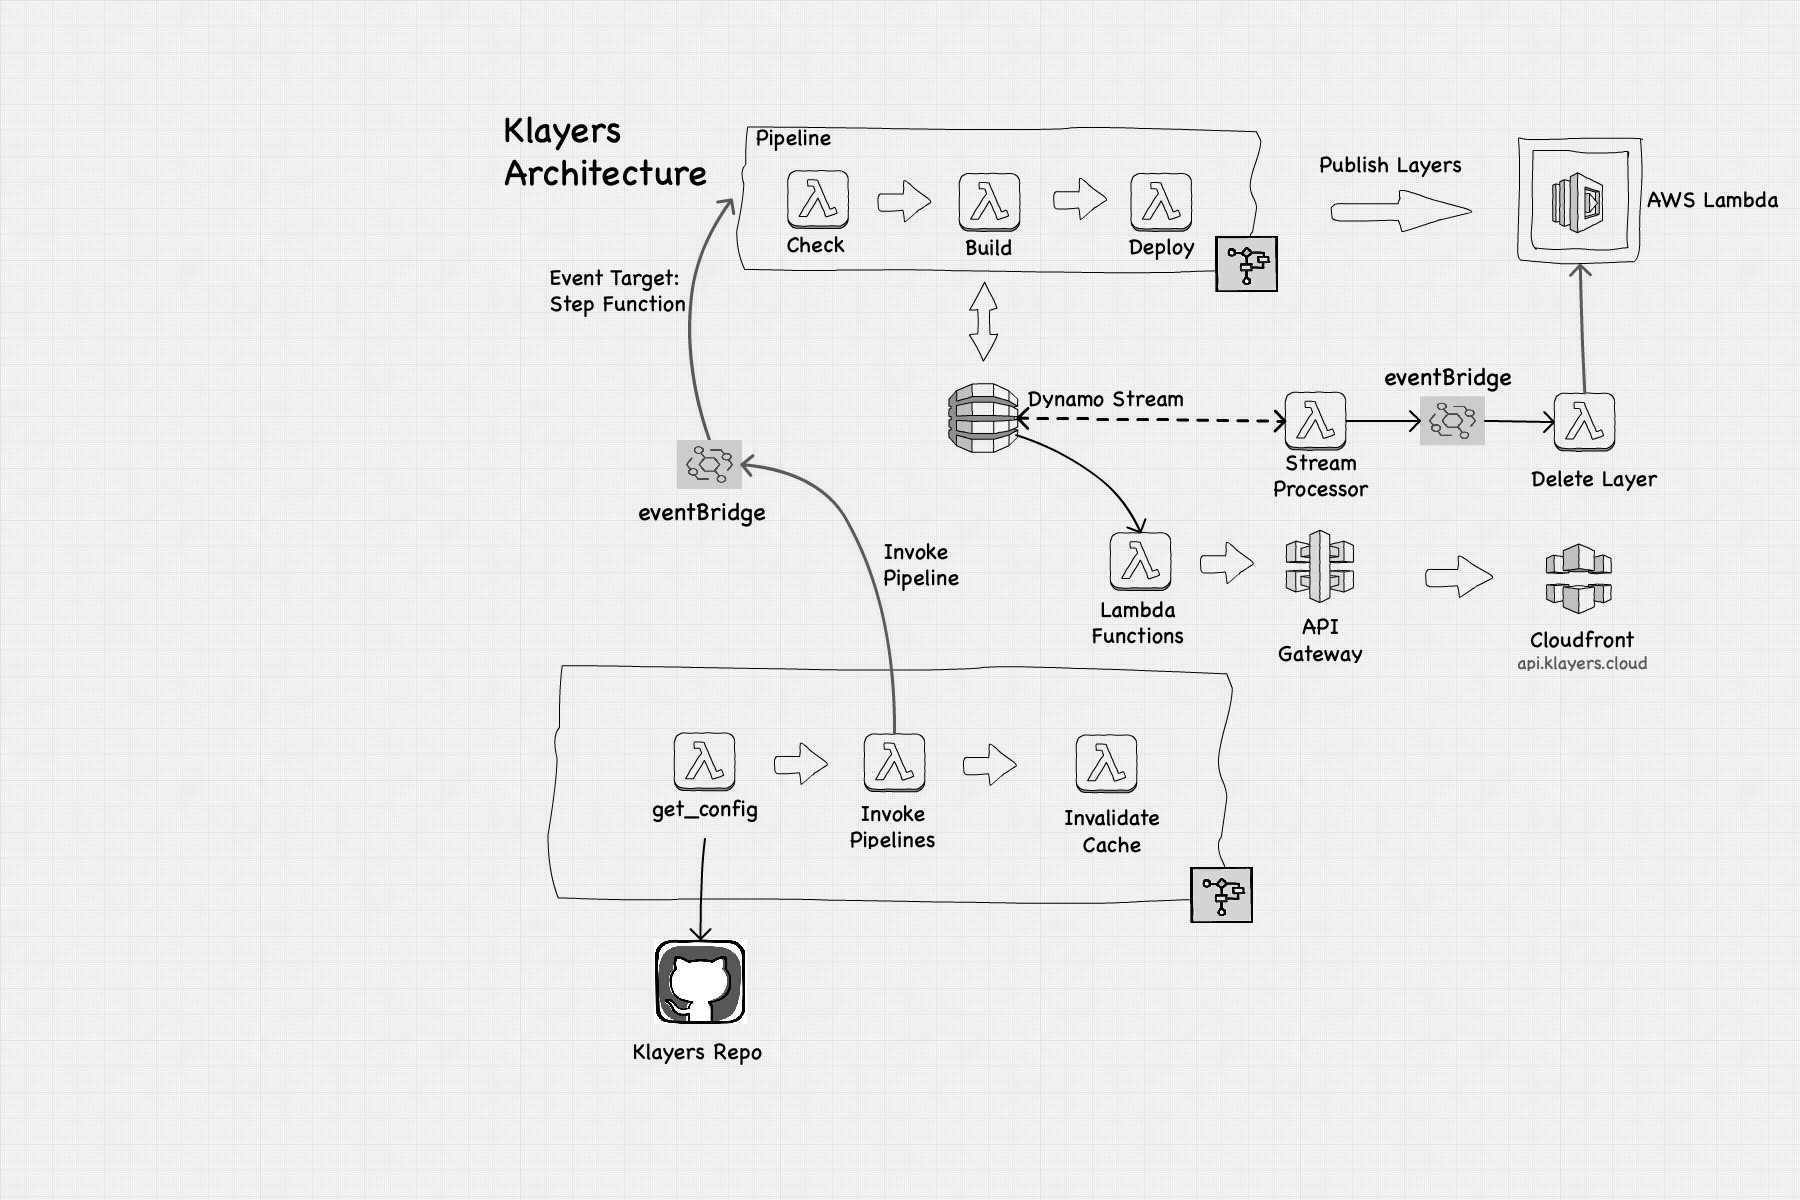 Klayers
Architecture
Pipeline
Check
Build
Deploy
Publish Layers
AWS Lambda
Event Target:
Step Function
eventBridge
Dynamo Stream
eventBridge
Stream
Processor
Delete Layer
Invoke
Pipeline
Lambda
Functions
API
Gateway
Cloudfront
api.klayers.cloud
get_config
Invoke
Pipelines
Invalidate
Cache
Klayers Repo